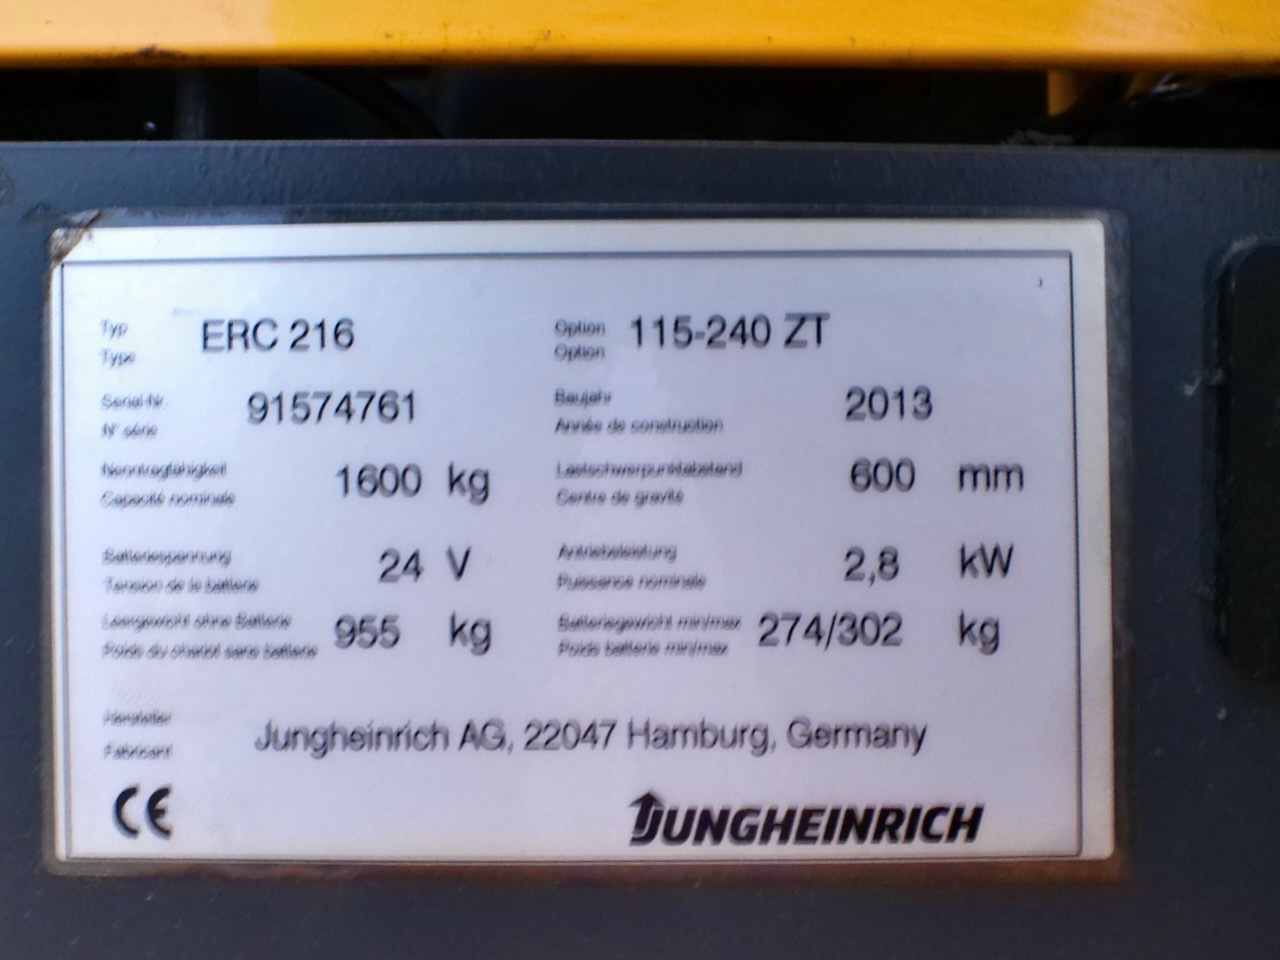 Typ
Type
ERC 216
Option
Option
115-240 ZT
Serial-Nr.
N° série
91574761
Baujahr
Année de construction
2013
Nenntragfähigkeit
Capacité nominale
1600 kg
Lastschwerpunktabstand
Centre de gravité
600 mm
Batteriespannung
Tension de la batterie
24 V
Antriebsleistung
Puissance nominale
2,8 kW
Leergewicht ohne Batterie
Poids du chariot sans batterie
955 kg
Batteriegewicht min/max
Poids batterie min/max
274/302 kg
Hersteller
Fabricant
Jungheinrich AG, 22047 Hamburg, Germany
CE
JUNGHEINRICH